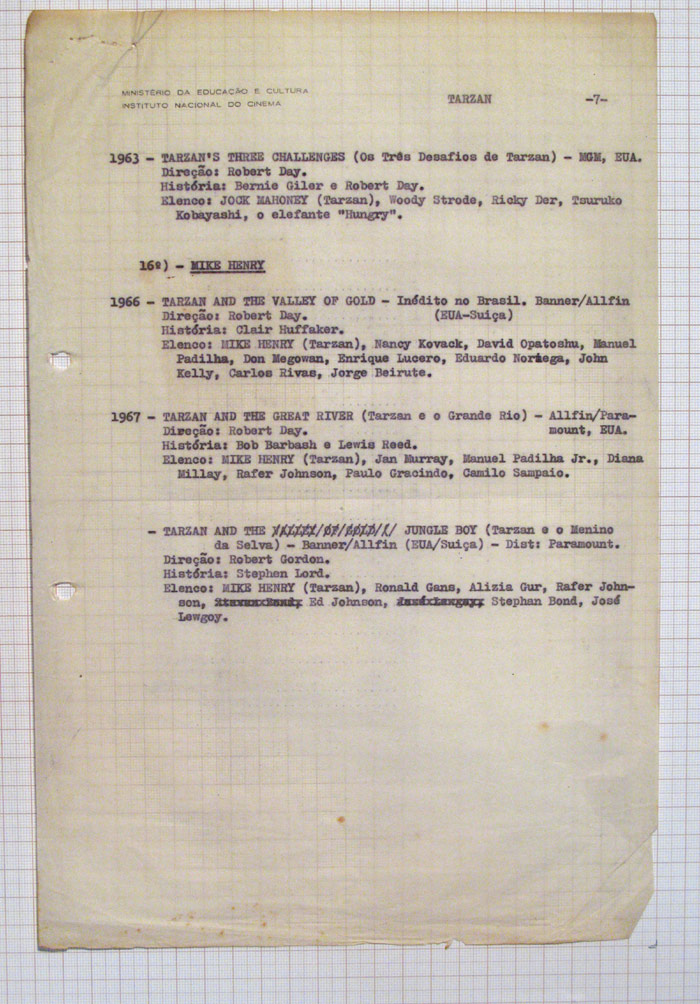 MINISTÉRIO DA EDUCAÇÃO E CULTURA
INSTITUTO NACIONAL DO CINEMA
TARZAN -7-
1963 - TARZAN'S THREE CHALLENGES (Os Três Desafios de Tarzan) - MGM, EUA.
Direção: Robert Day.
História: Bernie Giler e Robert Day.
Elenco: JOCK MAHONEY (Tarzan), Woody Strode, Ricky Der, Tsuruko
Kobayashi, o elefante "Hungry".
16º) - MIKE HENRY
1966 - TARZAN AND THE VALLEY OF GOLD - Inédito no Brasil. Banner/Allfin
Direção: Robert Day. (EUA-Suiça)
História: Clair Huffaker.
Elenco: MIKE HENRY (Tarzan), Nancy Kovack, David Opatoshu, Manuel
Padilha, Don Megowan, Enrique Lucero, Eduardo Noriega, John
Kelly, Carlos Rivas, Jorge Beirute.
1967 - TARZAN AND THE GREAT RIVER (Tarzan e o Grande Rio) - Allfin/Para-
Direção: Robert Day. mount, EUA.
História: Bob Barbash e Lewis Reed.
Elenco: MIKE HENRY (Tarzan), Jan Murray, Manuel Padilha Jr., Diana
Millay, Rafer Johnson, Paulo Gracindo, Camilo Sampaio.
- TARZAN AND THE JUNGLE BOY (Tarzan e o Menino
da Selva) - Banner/Allfin (EUA/Suiça) - Dist: Paramount.
Direção: Robert Gordon.
História: Stephen Lord.
Elenco: MIKE HENRY (Tarzan), Ronald Gans, Alizia Gur, Rafer John-
son, Ed Johnson, Stephan Bond, José
Lewgoy.